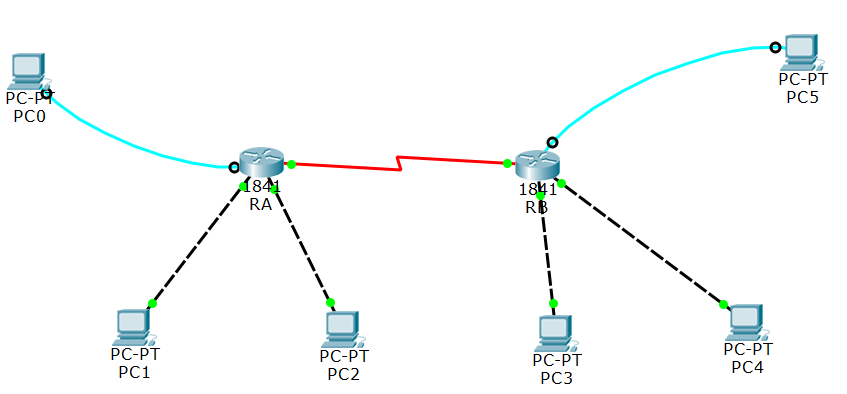 PC-PT
PC0
1841
RA
1841
RB
PC-PT
PC5
PC-PT
PC1
PC-PT
PC2
PC-PT
PC3
PC-PT
PC4